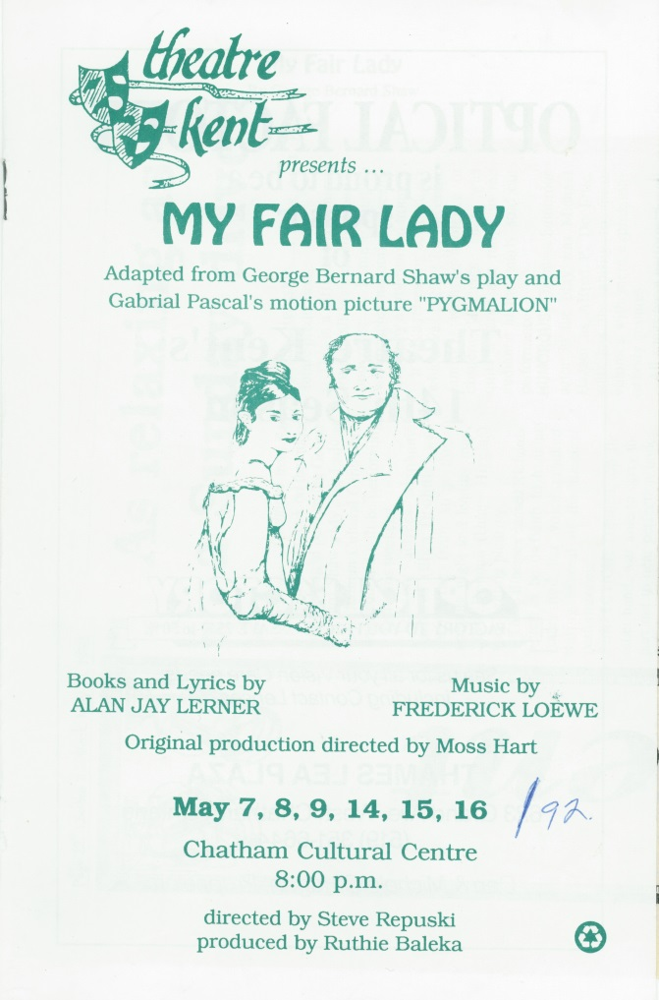 theatre
kent
presents ...
MY FAIR LADY
Adapted from George Bernard Shaw's play and
Gabrial Pascal's motion picture "PYGMALION"
Books and Lyrics by
ALAN JAY LERNER
Music by
FREDERICK LOEWE
Original production directed by Moss Hart
May 7, 8, 9, 14, 15, 16 /92.
Chatham Cultural Centre
8:00 p.m.
directed by Steve Repuski
produced by Ruthie Baleka